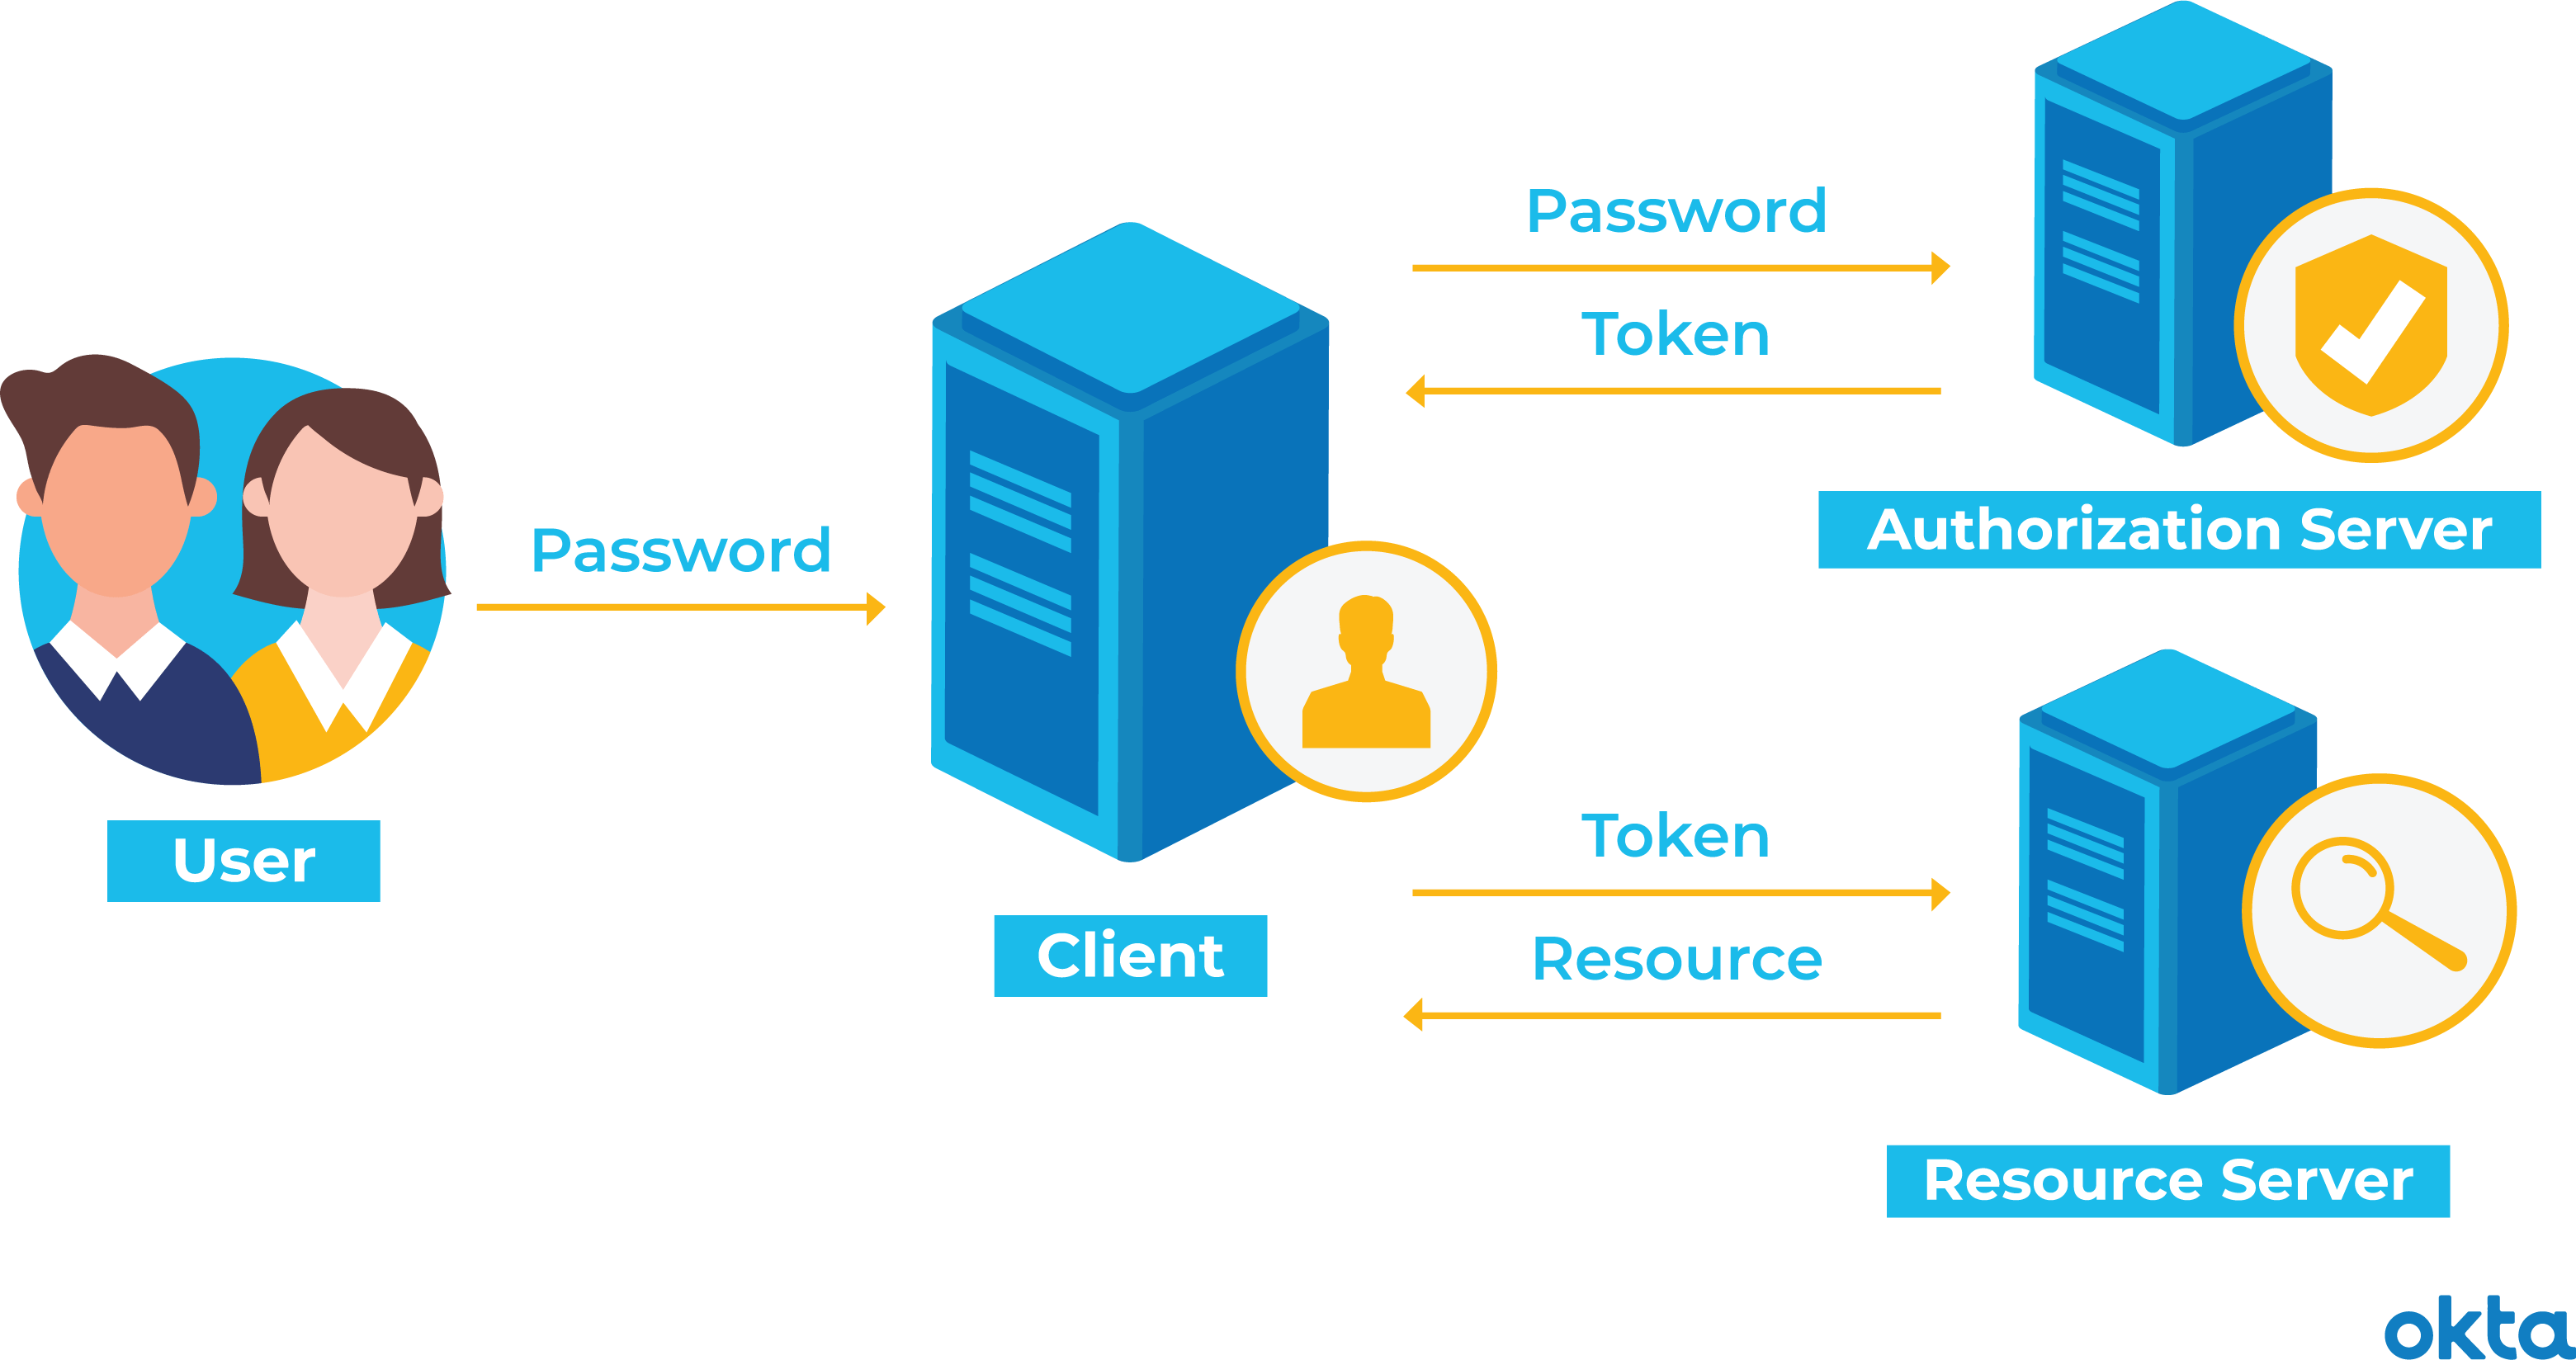 Password
Token
Authorization Server
Password
User
Client
Token
Resource
Resource Server
okta